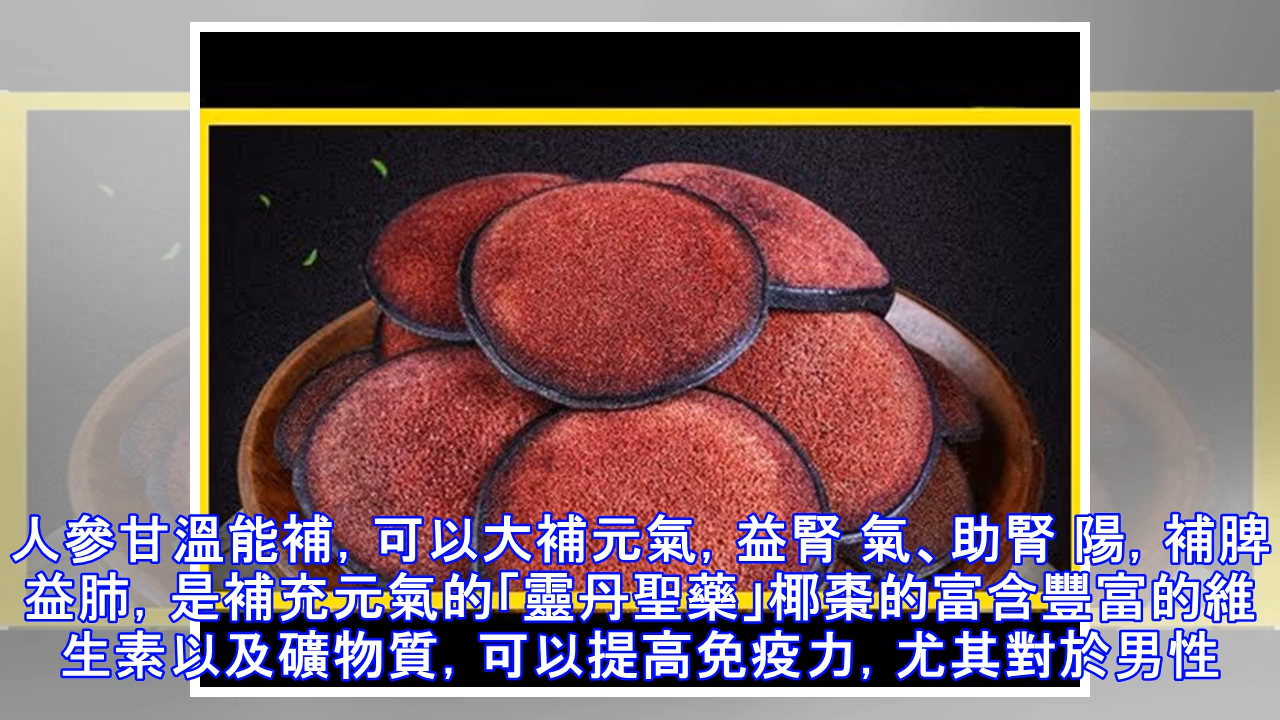 人參甘溫能補, 可以大補元氣, 益腎 氣、助腎 陽, 補脾
益肺, 是補充元氣的「靈丹聖藥」椰棗的富含豐富的維
生素以及礦物質, 可以提高免疫力, 尤其對於男性